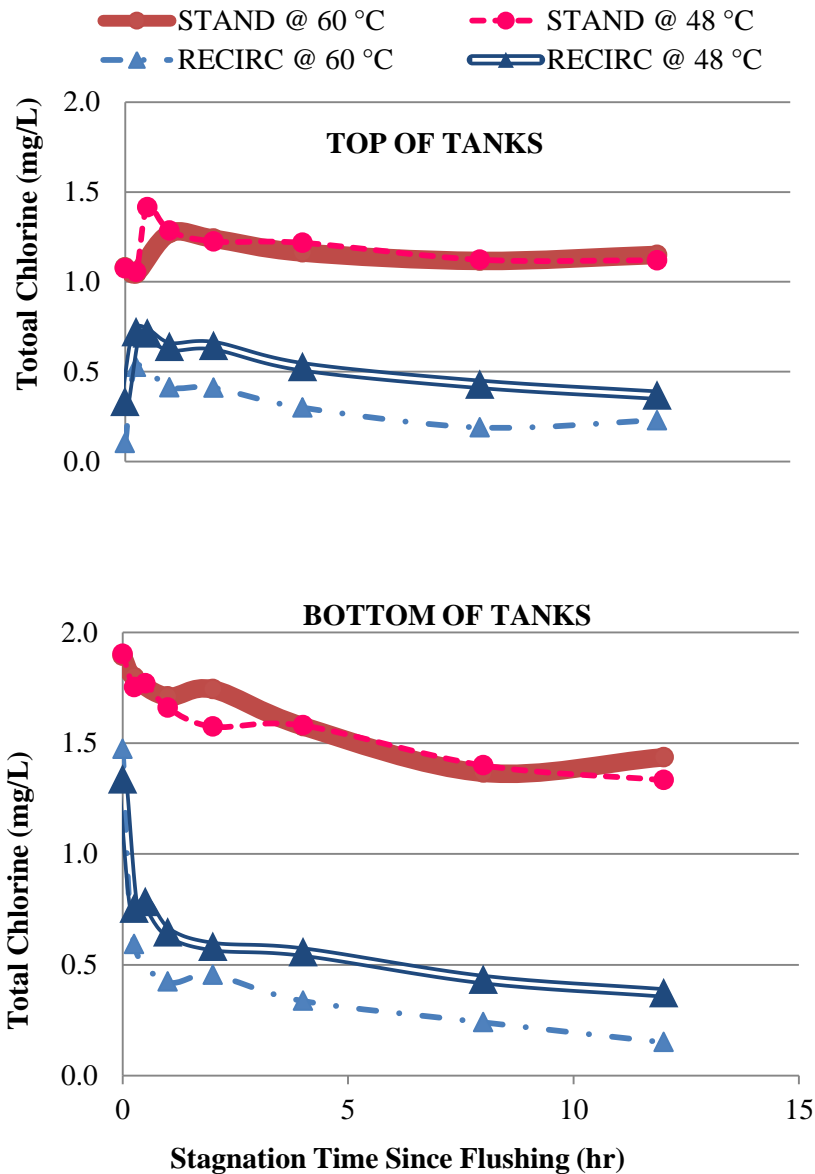 STAND @ 60 °C STAND @ 48 °C
RECIRC @ 60 °C RECIRC @ 48 °C
TOP OF TANKS
Totoal Chlorine (mg/L)
2.0
1.5
1.0
0.5
0.0
BOTTOM OF TANKS
Total Chlorine (mg/L)
2.0
1.5
1.0
0.5
0.0
0 5 10 15
Stagnation Time Since Flushing (hr)